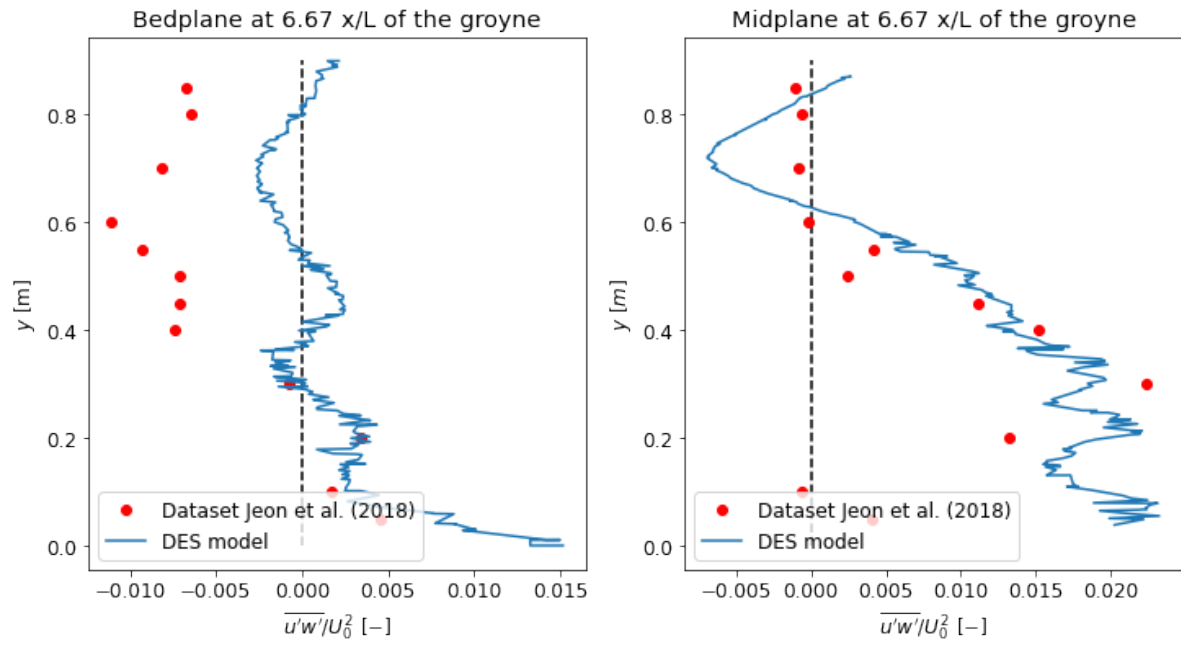 Bedplane at 6.67 x/L of the groyne
y [m]
0.8
0.6
0.4
0.2
0.0
−0.010 −0.005 0.000 0.005 0.010 0.015
u′w′/U₀² [−]
Dataset Jeon et al. (2018)
DES model
Midplane at 6.67 x/L of the groyne
y [m]
0.8
0.6
0.4
0.2
0.0
−0.005 0.000 0.005 0.010 0.015 0.020
u′w′/U₀² [−]
Dataset Jeon et al. (2018)
DES model